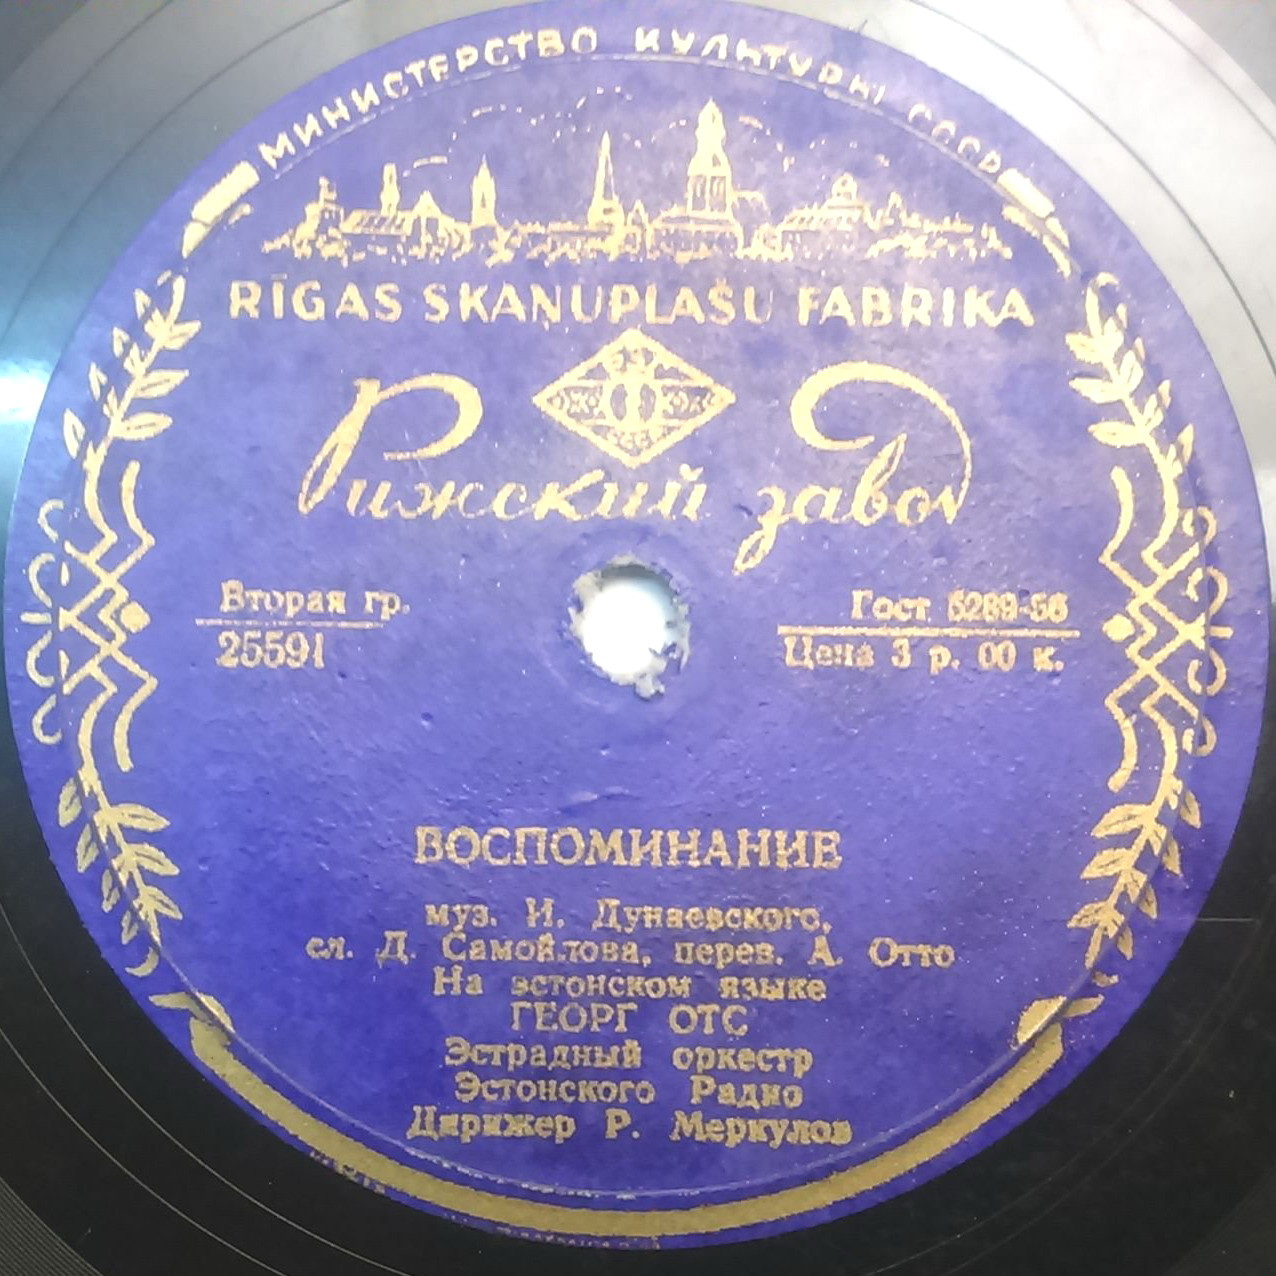 МИНИСТЕРСТВО КУЛЬТУРЫ СССР
RĪGAS SKAŅUPLAŠU FABRIKA
Рижский завод
Вторая гр.
25591
Гост 5289-56
Цена 3 р. 00 к.
ВОСПОМИНАНИЕ
муз. И. Дунаевского,
сл. Д. Самойлова, перев. А. Отто
На эстонском языке
ГЕОРГ ОТС
Эстрадный оркестр
Эстонского Радио
Дирижер Р. Меркулов